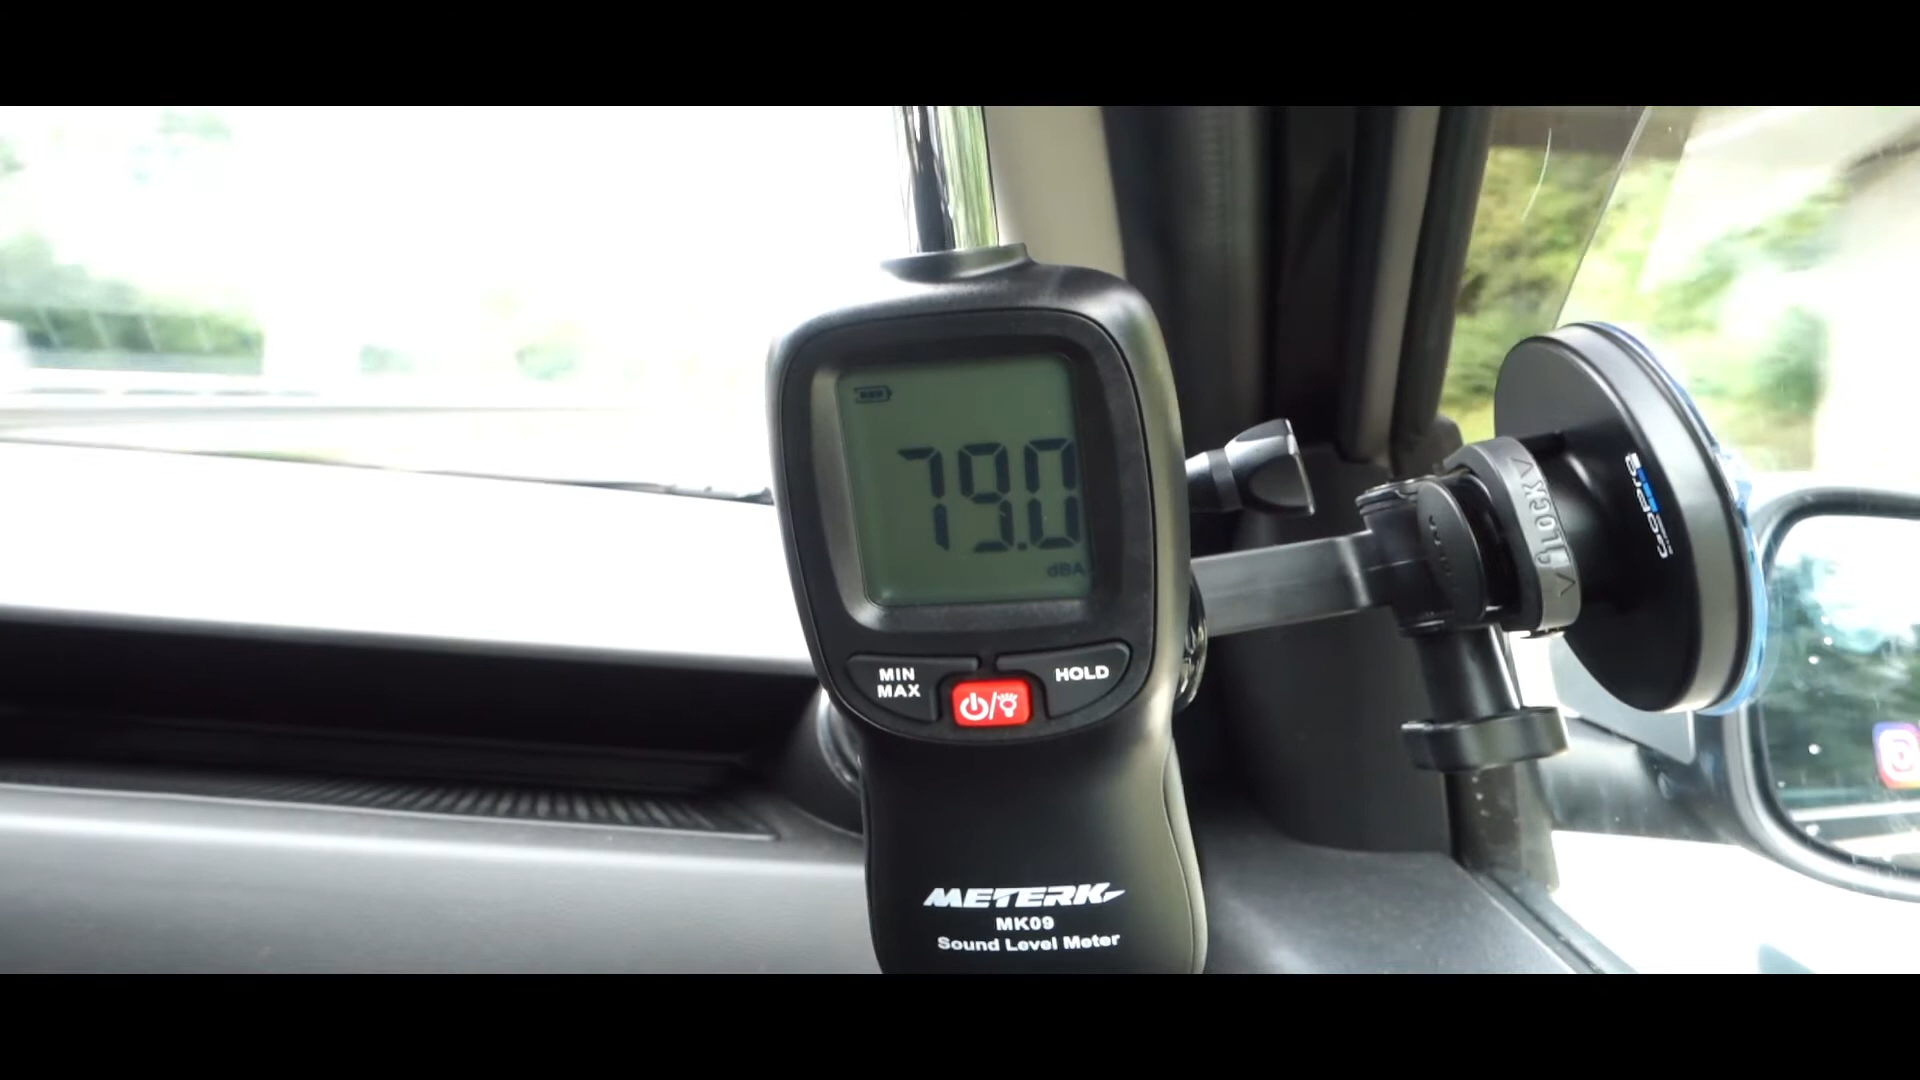 79.0
dBA
MIN
MAX
HOLD
METERK
MK09
Sound Level Meter
LOCK
GoPro